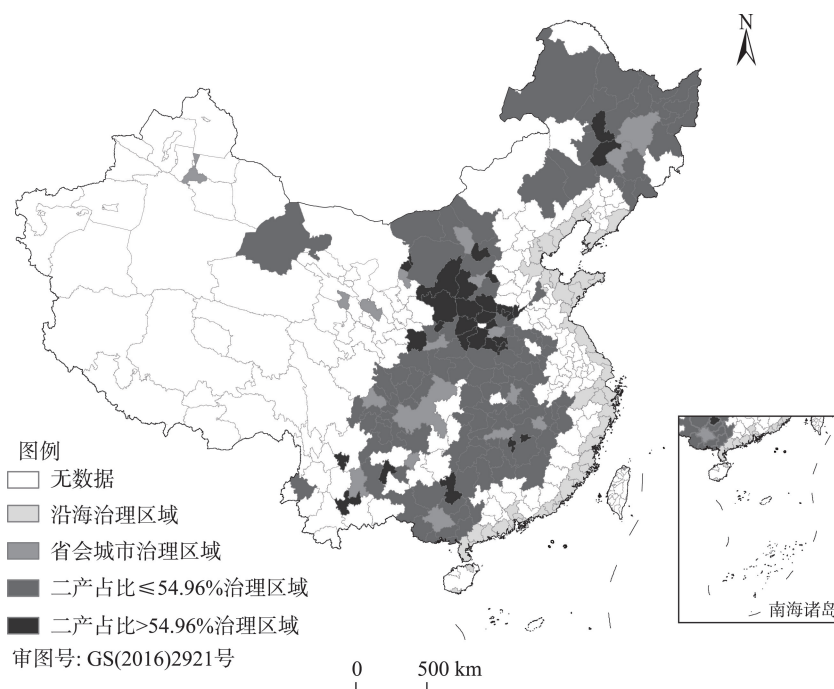 N
图例
无数据
沿海治理区域
省会城市治理区域
二产占比≤54.96%治理区域
二产占比>54.96%治理区域
审图号: GS(2016)2921号
0 500 km
南海诸岛